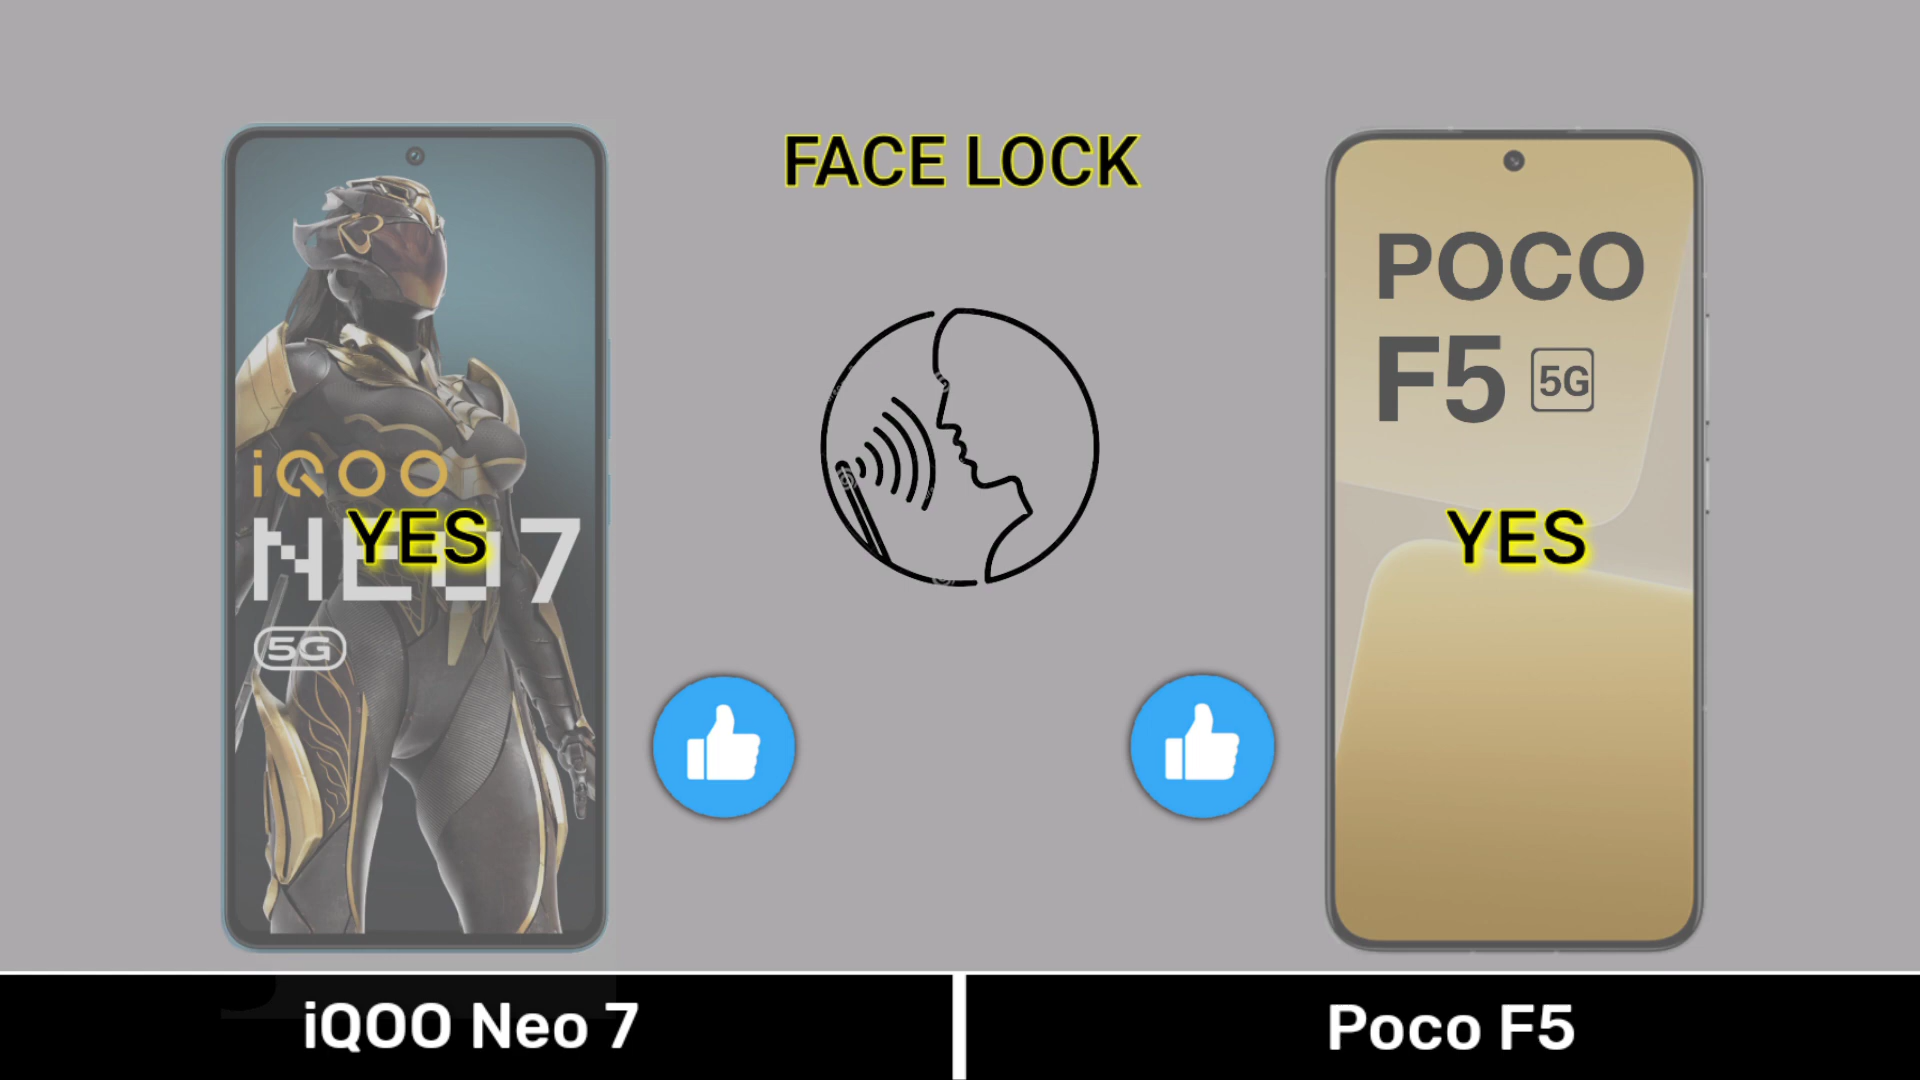 FACE LOCK
iQOO
NEO 7
YES
5G
POCO
F5 5G
YES
iQOO Neo 7
Poco F5